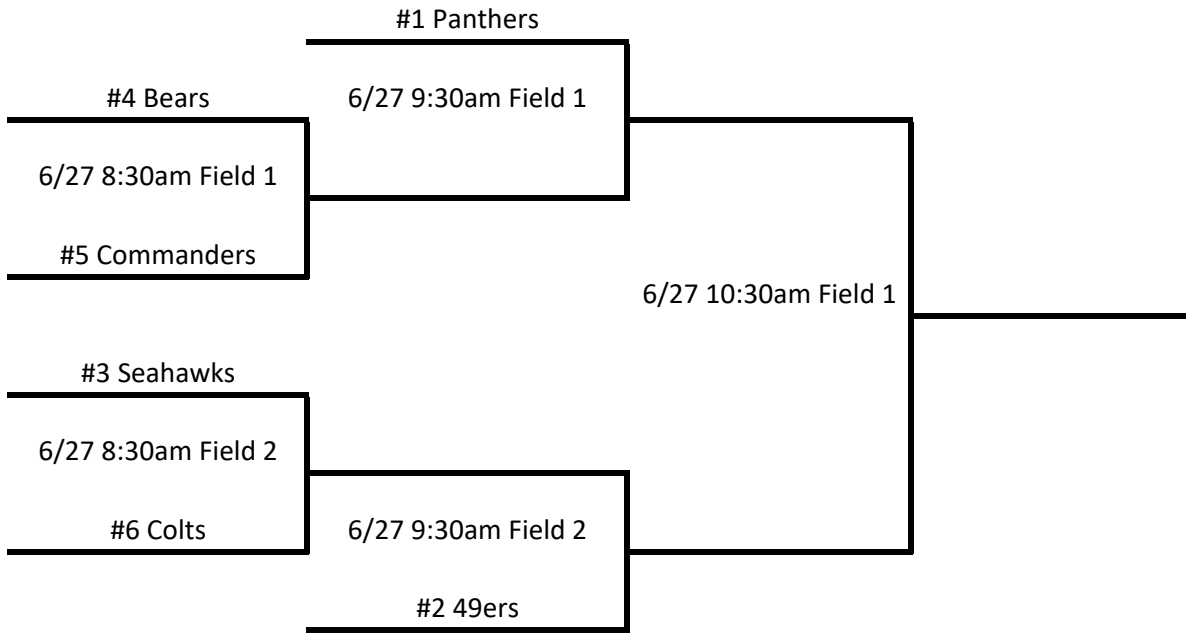 #1 Panthers
6/27 9:30am Field 1
#4 Bears
6/27 8:30am Field 1
#5 Commanders
6/27 10:30am Field 1
#3 Seahawks
6/27 8:30am Field 2
#6 Colts
6/27 9:30am Field 2
#2 49ers